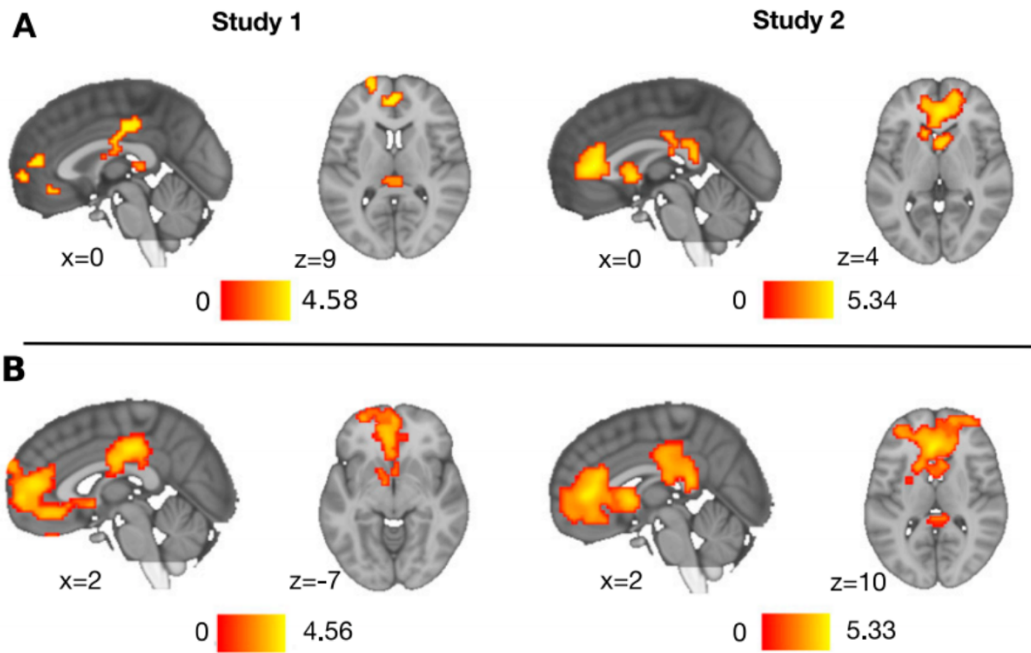 A
Study 1
Study 2
x=0
z=9
x=0
z=4
0
4.58
0
5.34
B
x=2
z=-7
x=2
z=10
0
4.56
0
5.33